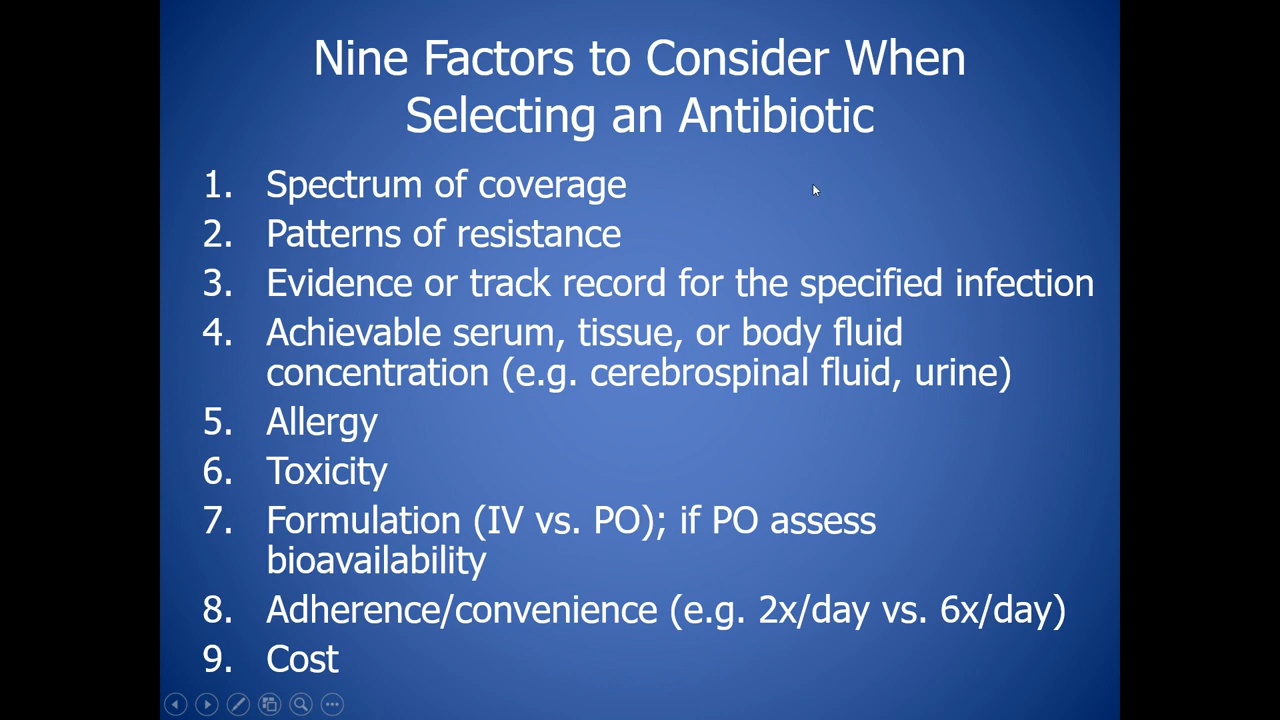 Nine Factors to Consider When
Selecting an Antibiotic
1. Spectrum of coverage
2. Patterns of resistance
3. Evidence or track record for the specified infection
4. Achievable serum, tissue, or body fluid
concentration (e.g. cerebrospinal fluid, urine)
5. Allergy
6. Toxicity
7. Formulation (IV vs. PO); if PO assess
bioavailability
8. Adherence/convenience (e.g. 2x/day vs. 6x/day)
9. Cost